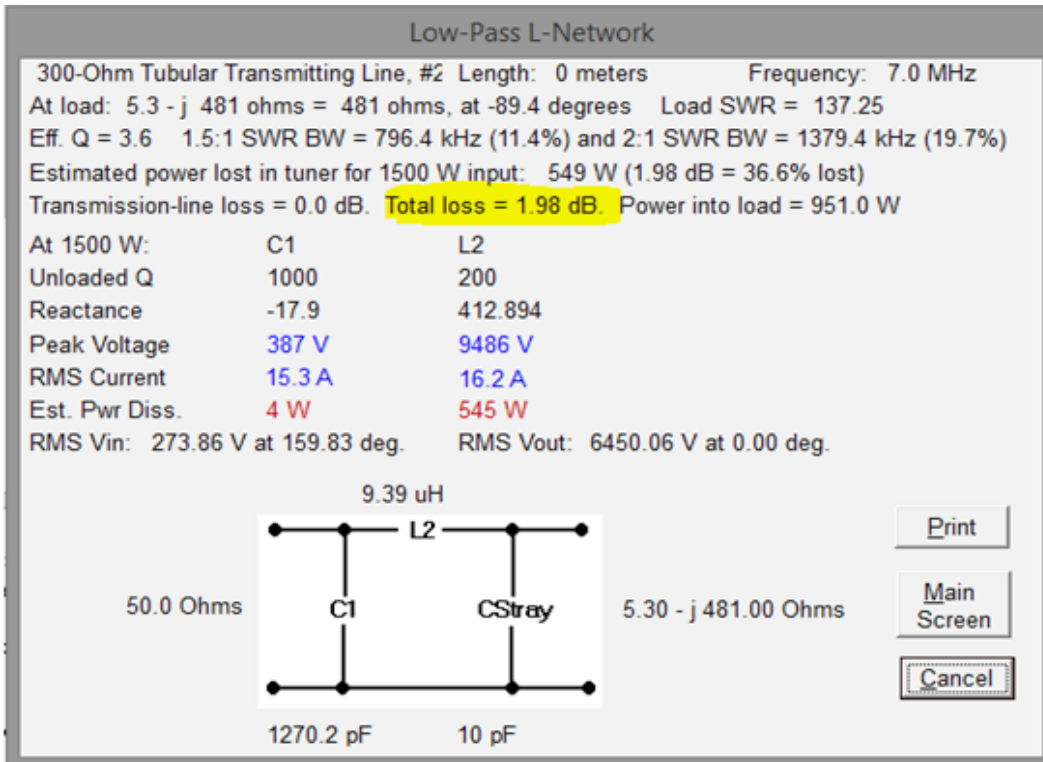 Low-Pass L-Network
300-Ohm Tubular Transmitting Line, #2 Length: 0 meters Frequency: 7.0 MHz
At load: 5.3 - j 481 ohms = 481 ohms, at -89.4 degrees Load SWR = 137.25
Eff. Q = 3.6 1.5:1 SWR BW = 796.4 kHz (11.4%) and 2:1 SWR BW = 1379.4 kHz (19.7%)
Estimated power lost in tuner for 1500 W input: 549 W (1.98 dB = 36.6% lost)
Transmission-line loss = 0.0 dB. Total loss = 1.98 dB. Power into load = 951.0 W
At 1500 W: C1 L2
Unloaded Q 1000 200
Reactance -17.9 412.894
Peak Voltage 387 V 9486 V
RMS Current 15.3 A 16.2 A
Est. Pwr Diss. 4 W 545 W
RMS Vin: 273.86 V at 159.83 deg. RMS Vout: 6450.06 V at 0.00 deg.
9.39 uH
L2
Print
50.0 Ohms C1 CStray 5.30 - j 481.00 Ohms
Main
Screen
Cancel
1270.2 pF 10 pF